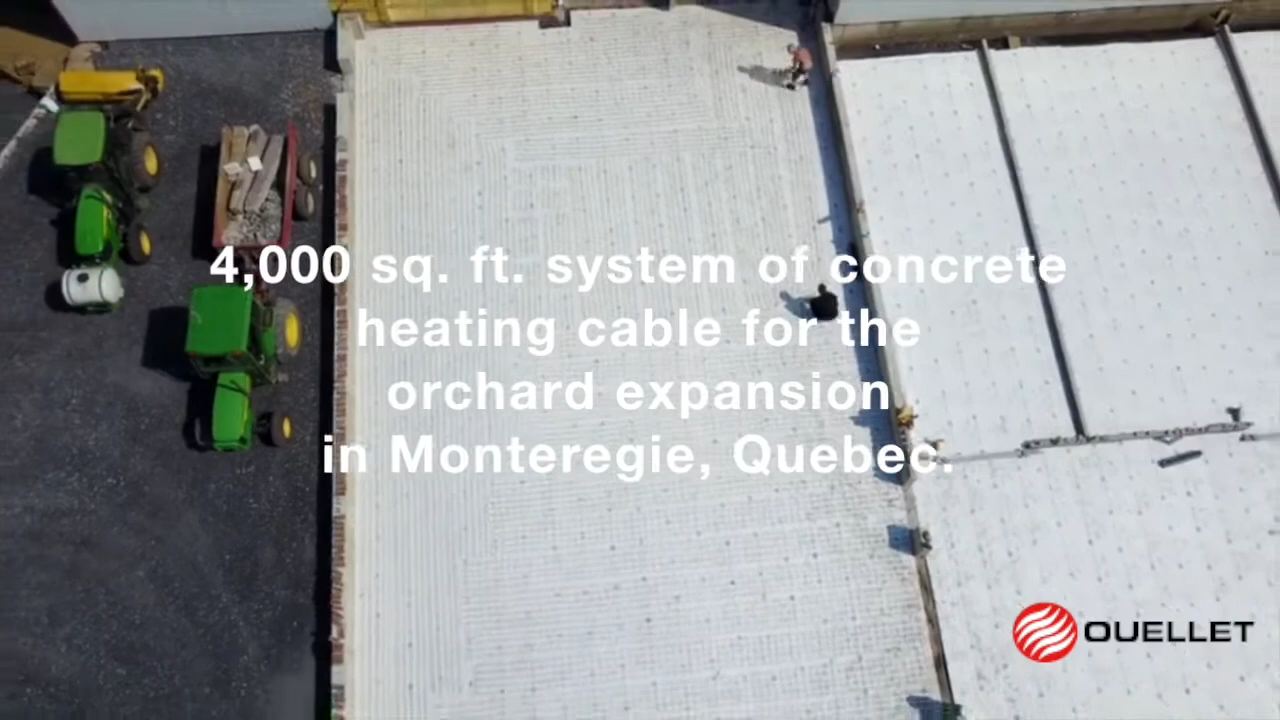 4,000 sq. ft. system of concrete
heating cable for the
orchard expansion
in Monteregie, Quebec.
OUELLET